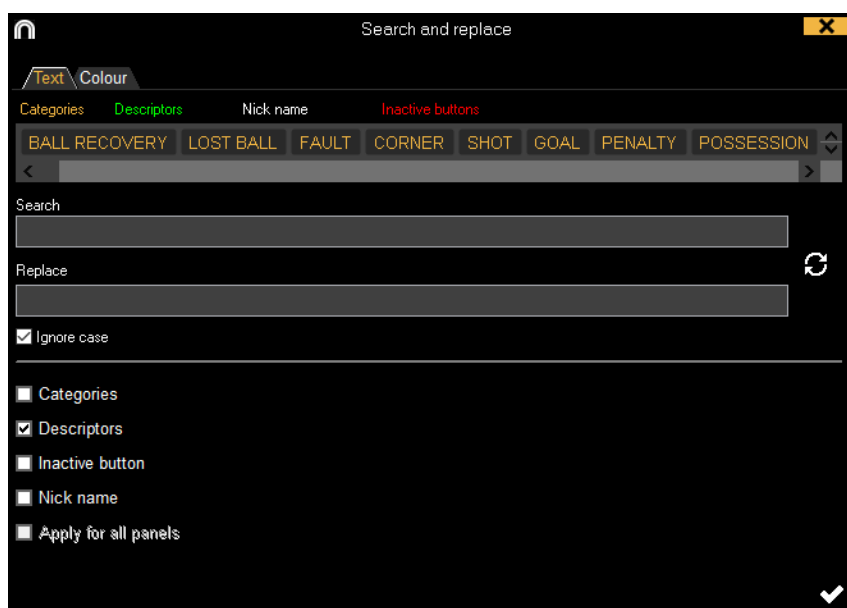 Search and replace
Text Colour
Categories Descriptors Nick name Inactive buttons
BALL RECOVERY LOST BALL FAULT CORNER SHOT GOAL PENALTY POSSESSION
Search
Replace
Ignore case
Categories
Descriptors
Inactive button
Nick name
Apply for all panels